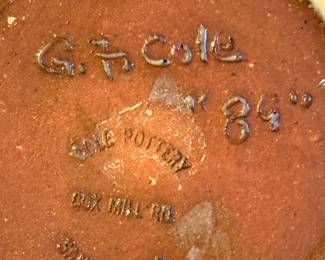 G.F. Cole
"84"
COLE POTTERY
COX MILL RD.